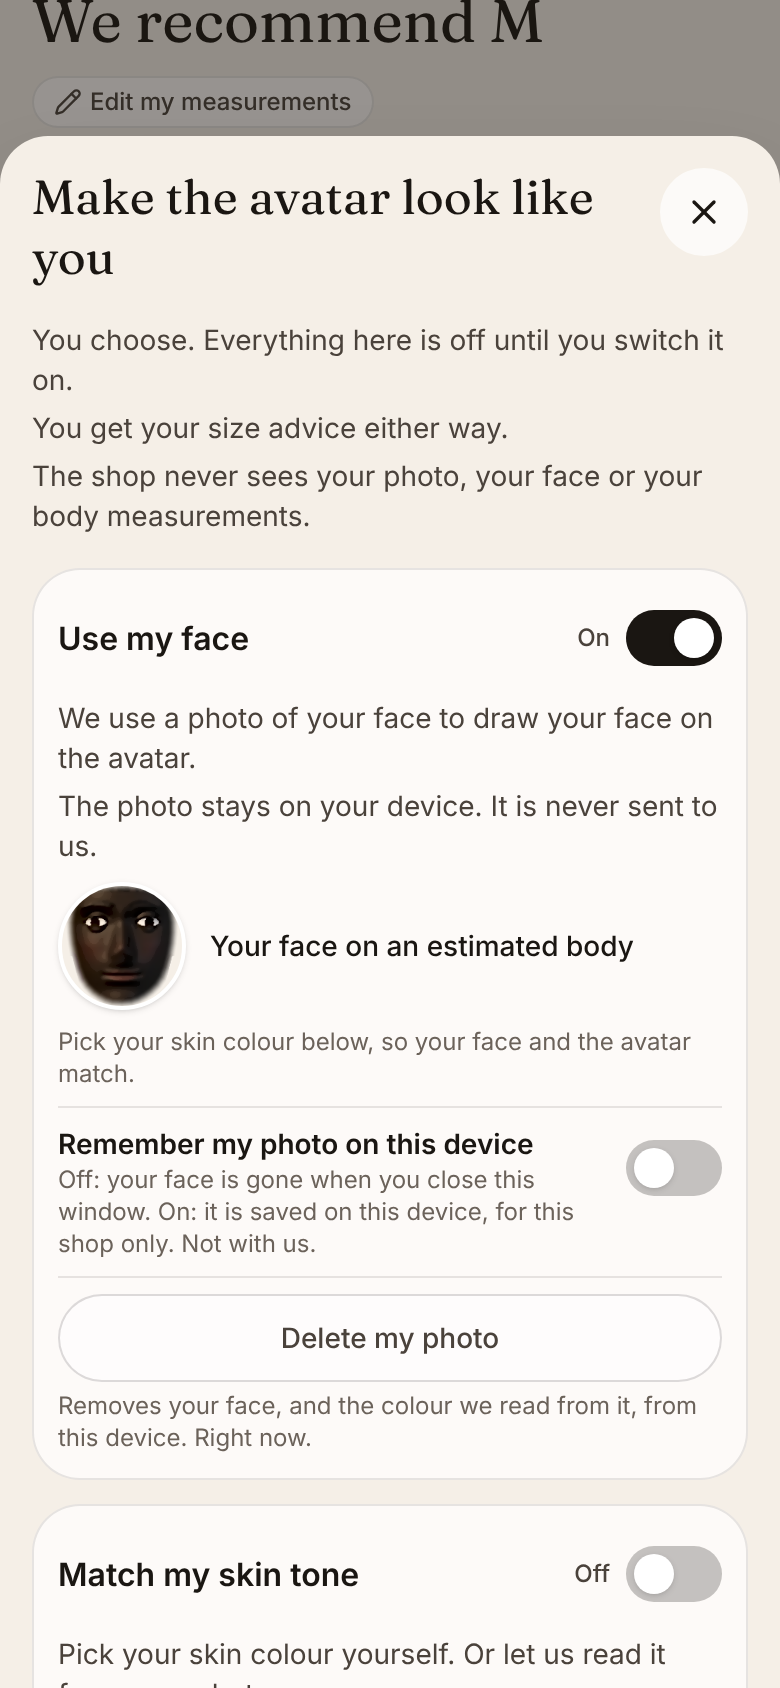 We recommend M
Edit my measurements
Make the avatar look like
you
You choose. Everything here is off until you switch it
on.
You get your size advice either way.
The shop never sees your photo, your face or your
body measurements.
Use my face
On
We use a photo of your face to draw your face on
the avatar.
The photo stays on your device. It is never sent to
us.
Your face on an estimated body
Pick your skin colour below, so your face and the avatar
match.
Remember my photo on this device
Off: your face is gone when you close this
window. On: it is saved on this device, for this
shop only. Not with us.
Delete my photo
Removes your face, and the colour we read from it, from
this device. Right now.
Match my skin tone
Off
Pick your skin colour yourself. Or let us read it